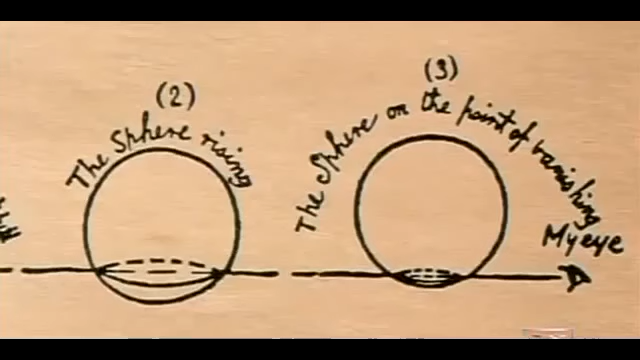 (2)
The Sphere rising
(3)
The Sphere on the point of vanishing
My eye